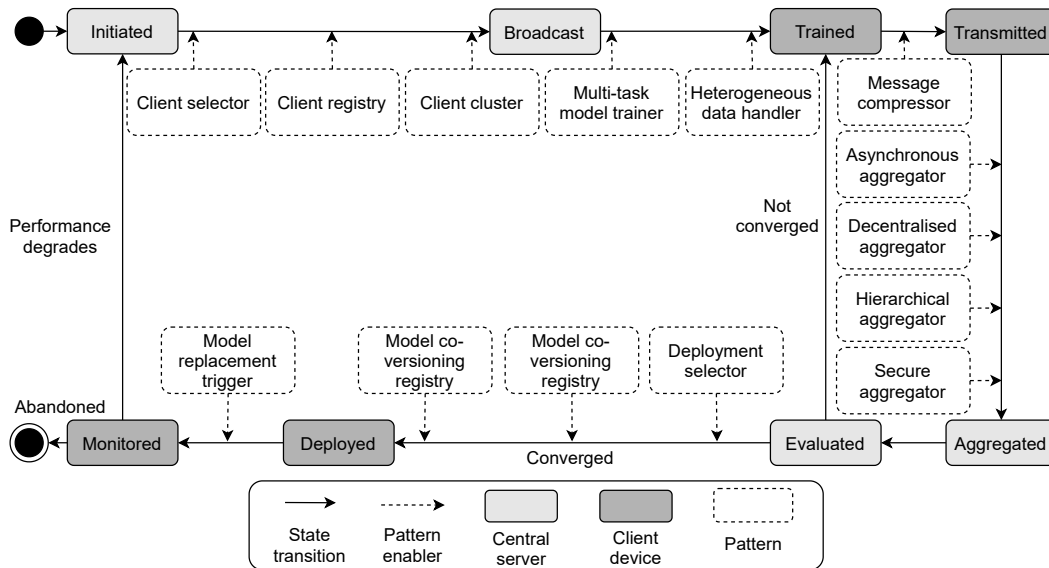 Initiated
Broadcast
Trained
Transmitted
Client selector
Client registry
Client cluster
Multi-task
model trainer
Heterogeneous
data handler
Message
compressor
Asynchronous
aggregator
Decentralised
aggregator
Hierarchical
aggregator
Secure
aggregator
Performance
degrades
Not
converged
Model
replacement
trigger
Model co-
versioning
registry
Model co-
versioning
registry
Deployment
selector
Abandoned
Monitored
Deployed
Converged
Evaluated
Aggregated
State
transition
Pattern
enabler
Central
server
Client
device
Pattern